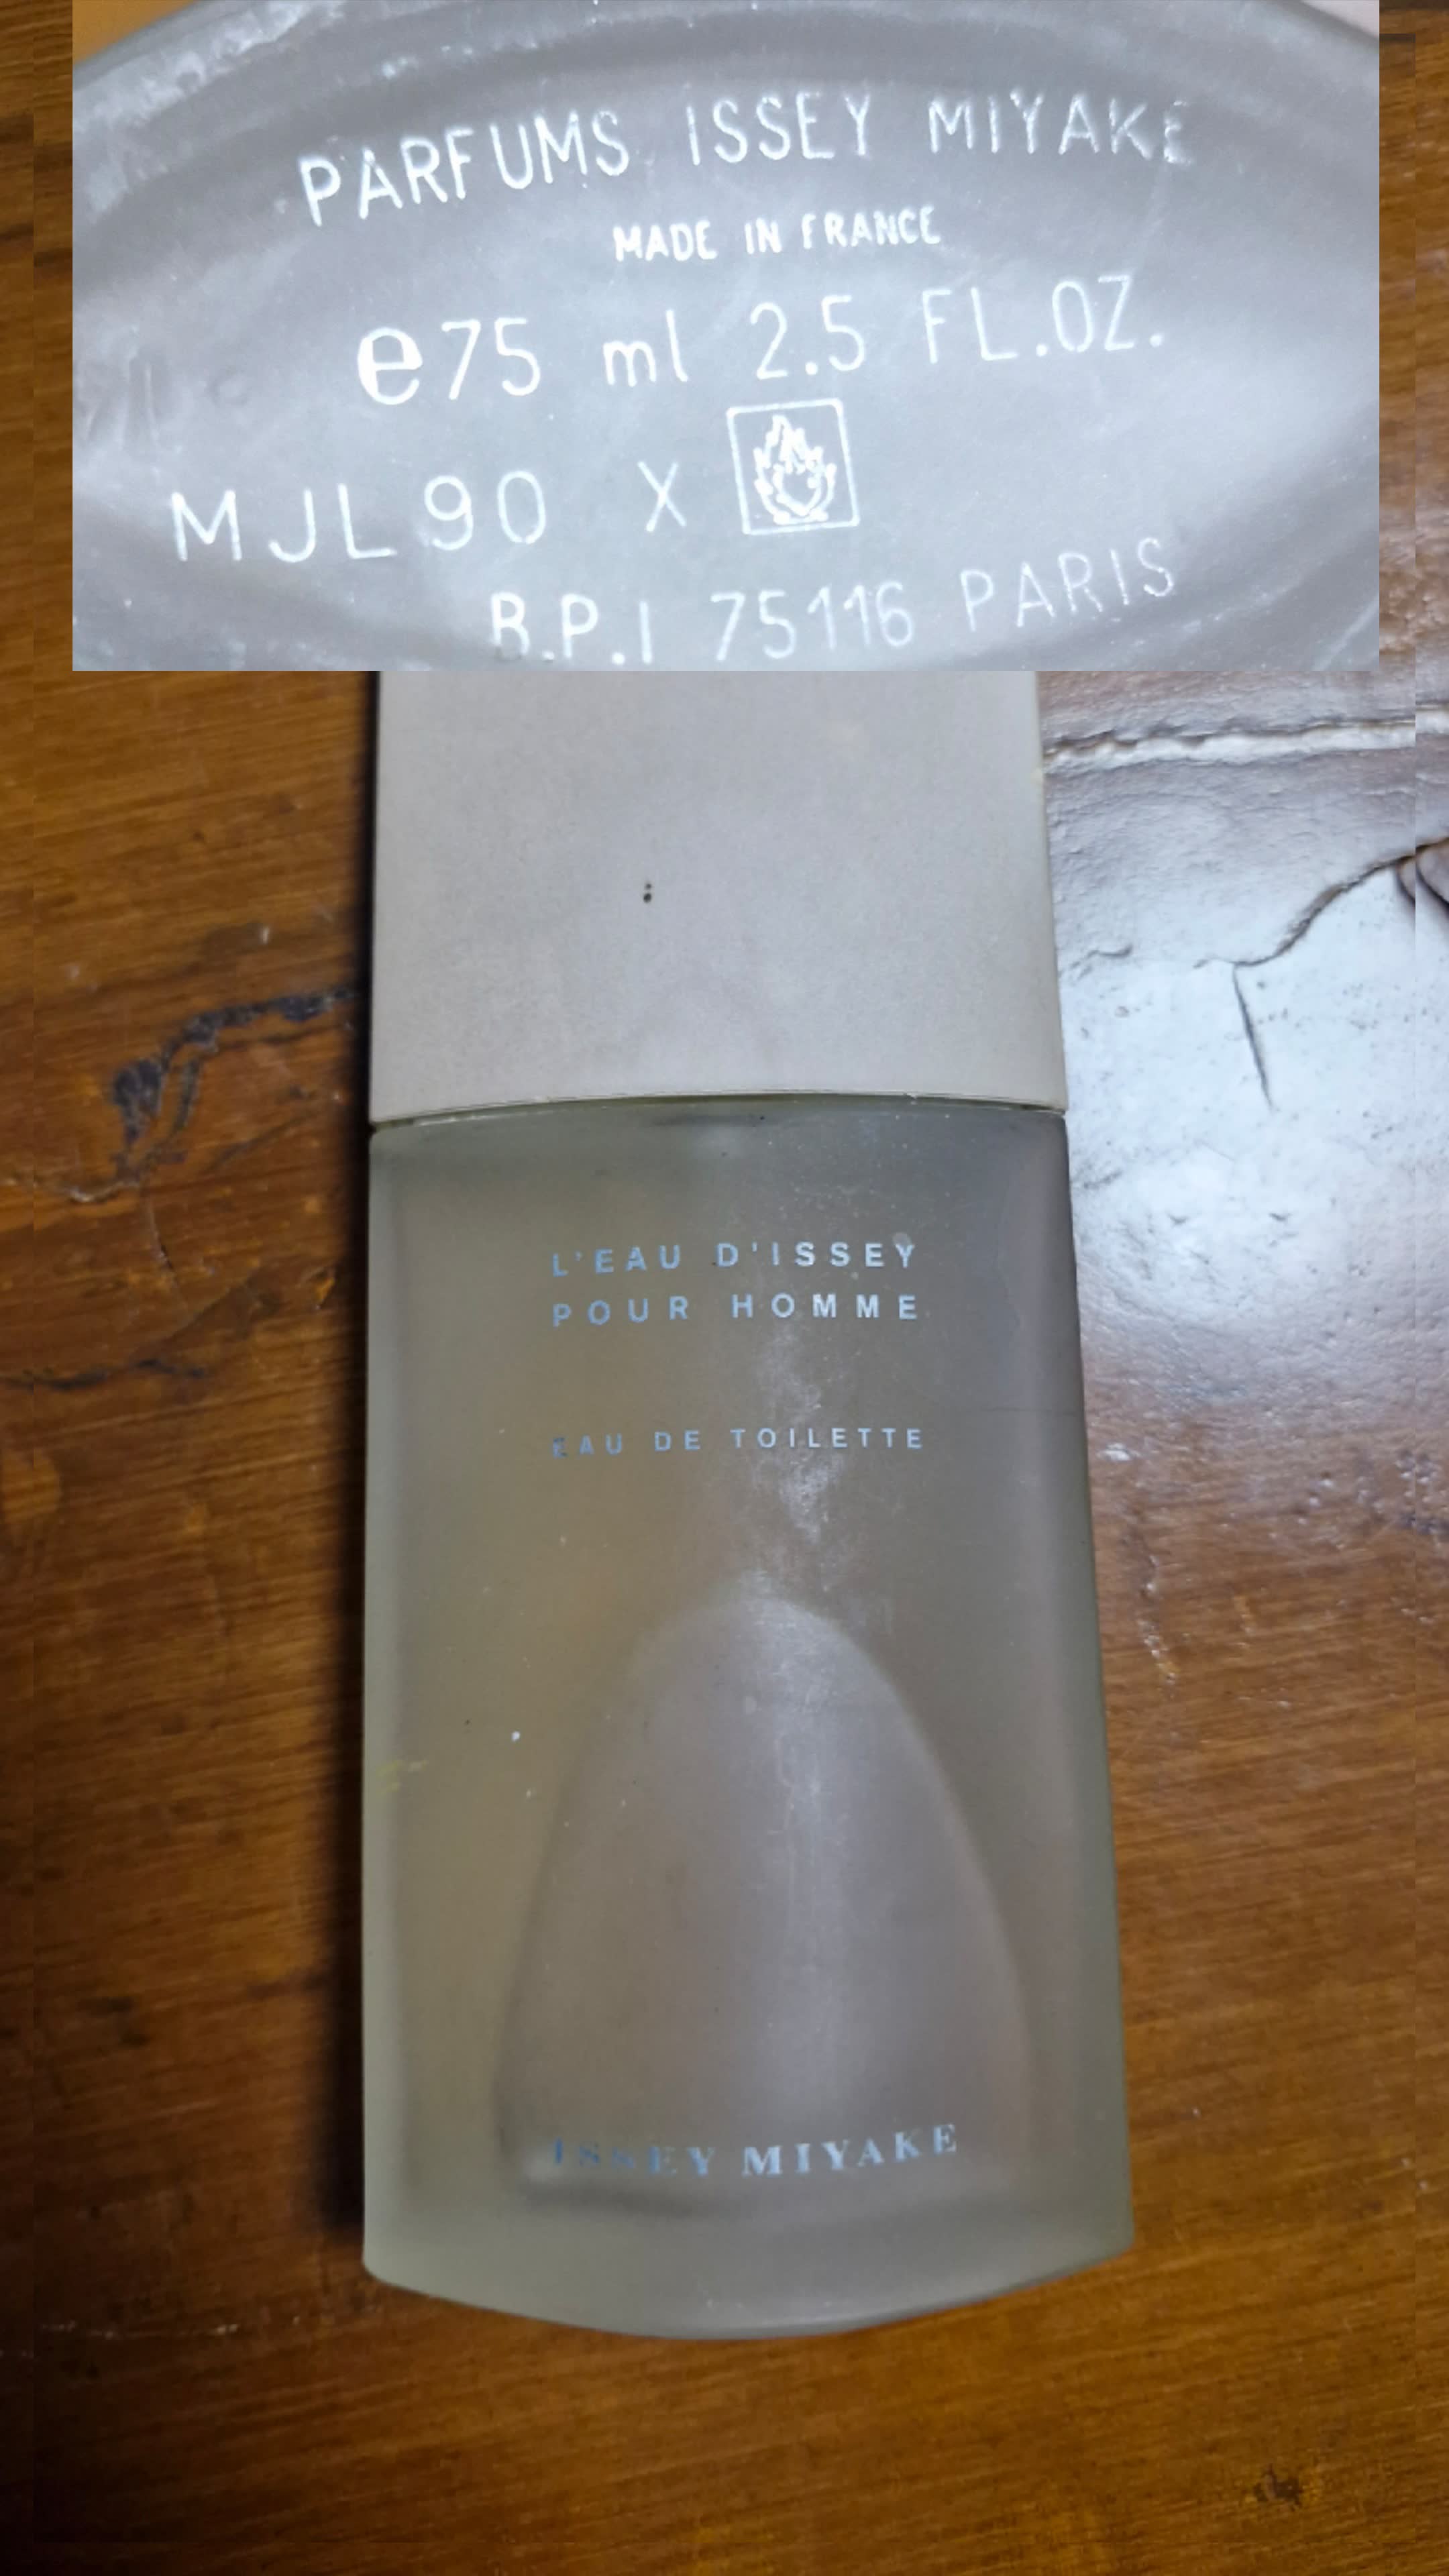 PARFUMS ISSEY MIYAKE
MADE IN FRANCE
e75 ml 2.5 FL.OZ.
MJL90 X
B.P.I 75116 PARIS
L'EAU D'ISSEY
POUR HOMME
EAU DE TOILETTE
ISSEY MIYAKE